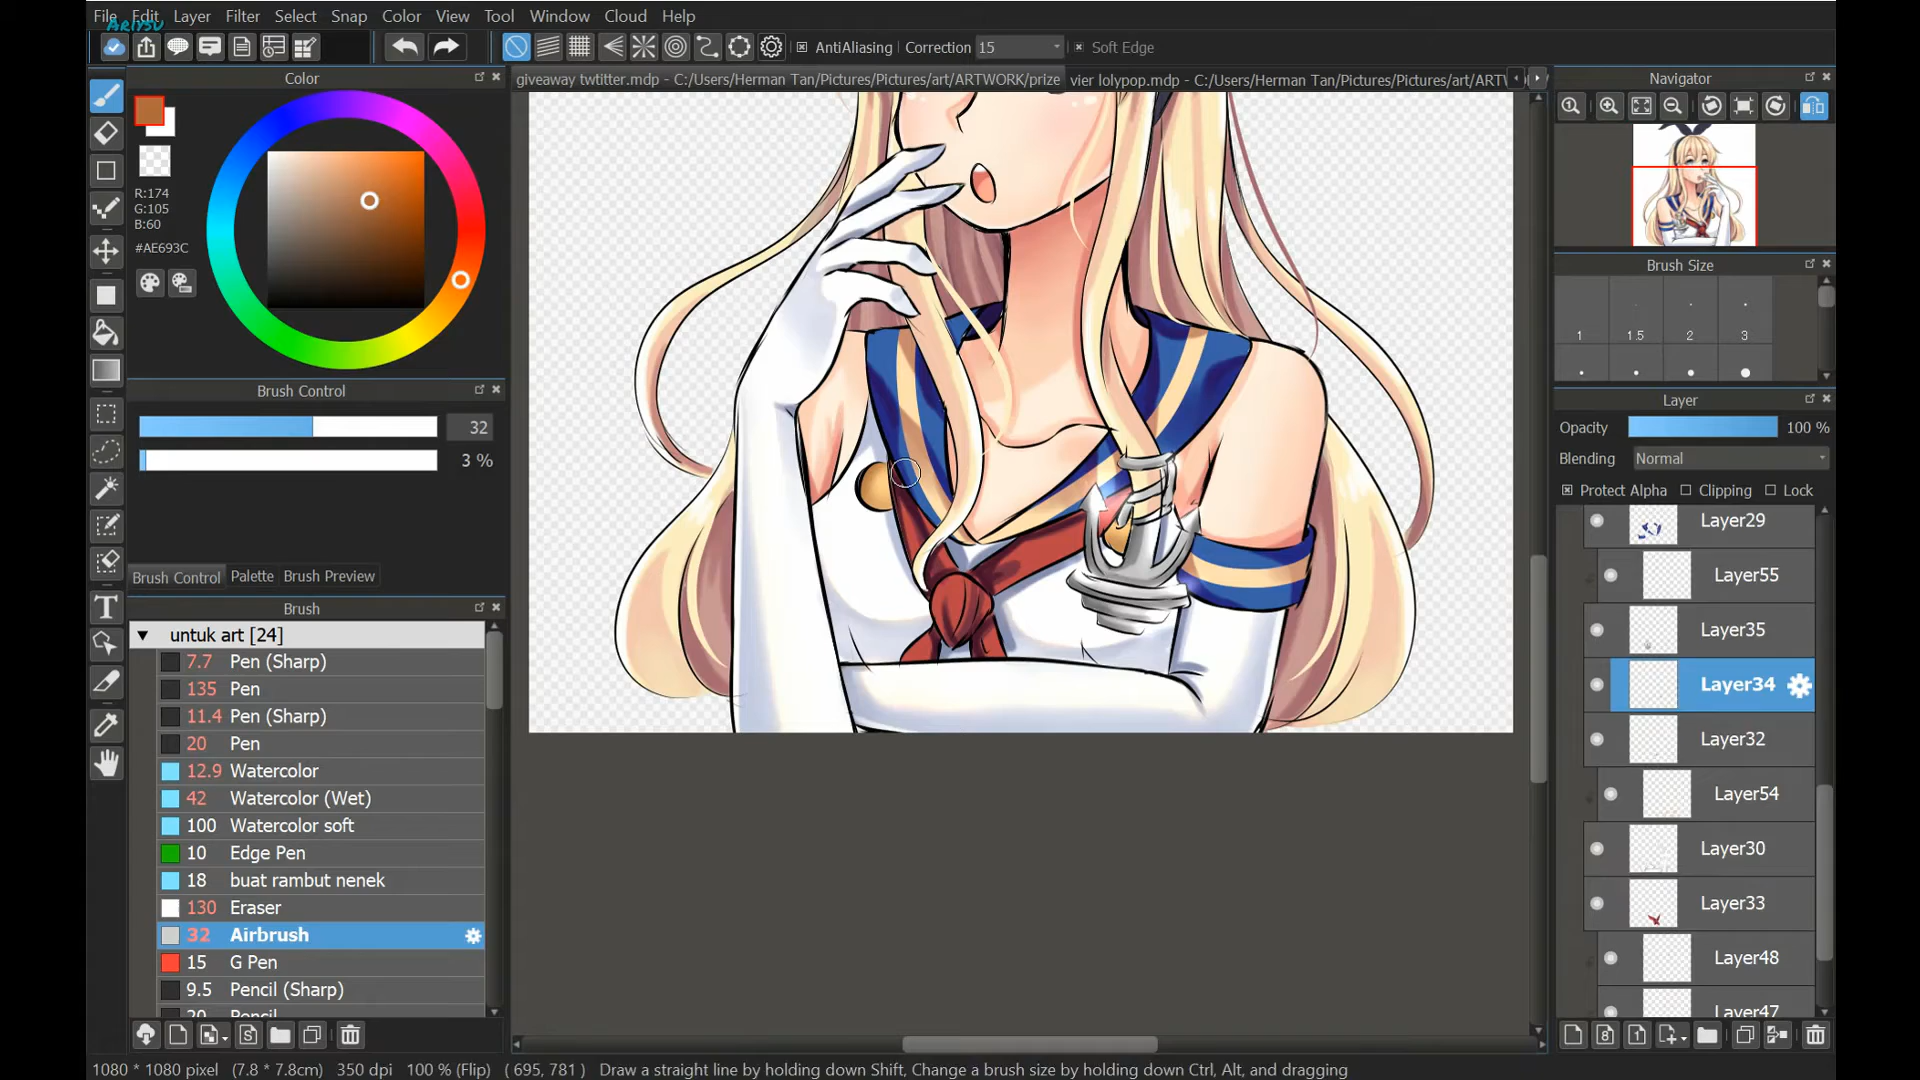 File Edit Layer Filter Select Snap Color View Tool Window Cloud Help
ARIYSU
AntiAliasing Correction 15 Soft Edge
Color
giveaway twtitter.mdp - C:/Users/Herman Tan/Pictures/Pictures/art/ARTWORK/prize
vier lolypop.mdp - C:/Users/Herman Tan/Pictures/Pictures/art/ARTW
Navigator
R:174
G:105
B:60
#AE693C
Brush Size
1 1.5 2 3
Brush Control
32
3 %
Brush Control Palette Brush Preview
Layer
Opacity 100 %
Blending Normal
Protect Alpha Clipping Lock
Layer29
Layer55
Layer35
Layer34
Layer32
Layer54
Layer30
Layer33
Layer48
Layer47
Brush
untuk art [24]
7.7 Pen (Sharp)
135 Pen
11.4 Pen (Sharp)
20 Pen
12.9 Watercolor
42 Watercolor (Wet)
100 Watercolor soft
10 Edge Pen
18 buat rambut nenek
130 Eraser
32 Airbrush
15 G Pen
9.5 Pencil (Sharp)
20 Pencil
1080 * 1080 pixel (7.8 * 7.8cm) 350 dpi 100 % (Flip) ( 695, 781 ) Draw a straight line by holding down Shift, Change a brush size by holding down Ctrl, Alt, and dragging